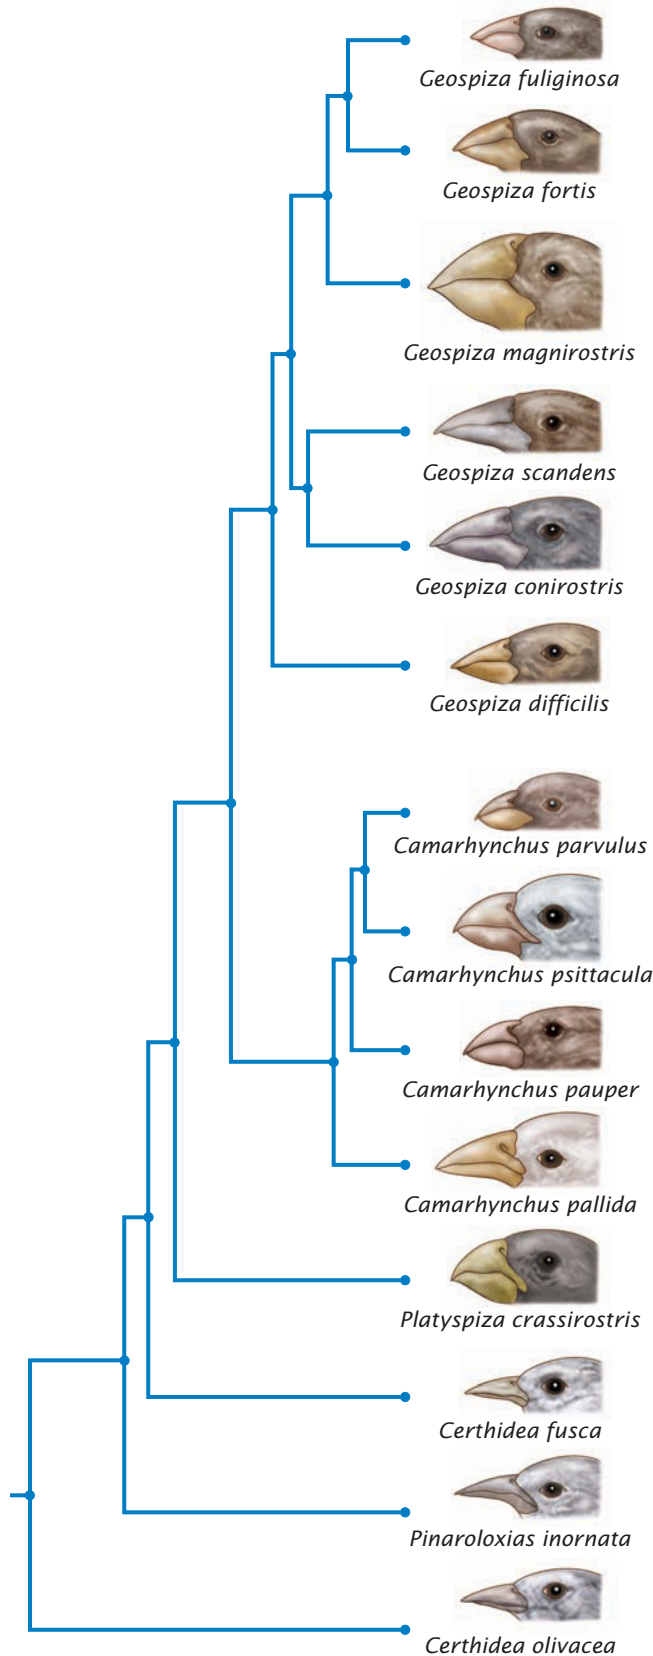 Geospiza fuliginosa
Geospiza fortis
Geospiza magnirostris
Geospiza scandens
Geospiza conirostris
Geospiza difficilis
Camarhynchus parvulus
Camarhynchus psittacula
Camarhynchus pauper
Camarhynchus pallida
Platyspiza crassirostris
Certhidea fusca
Pinaroloxias inornata
Certhidea olivacea